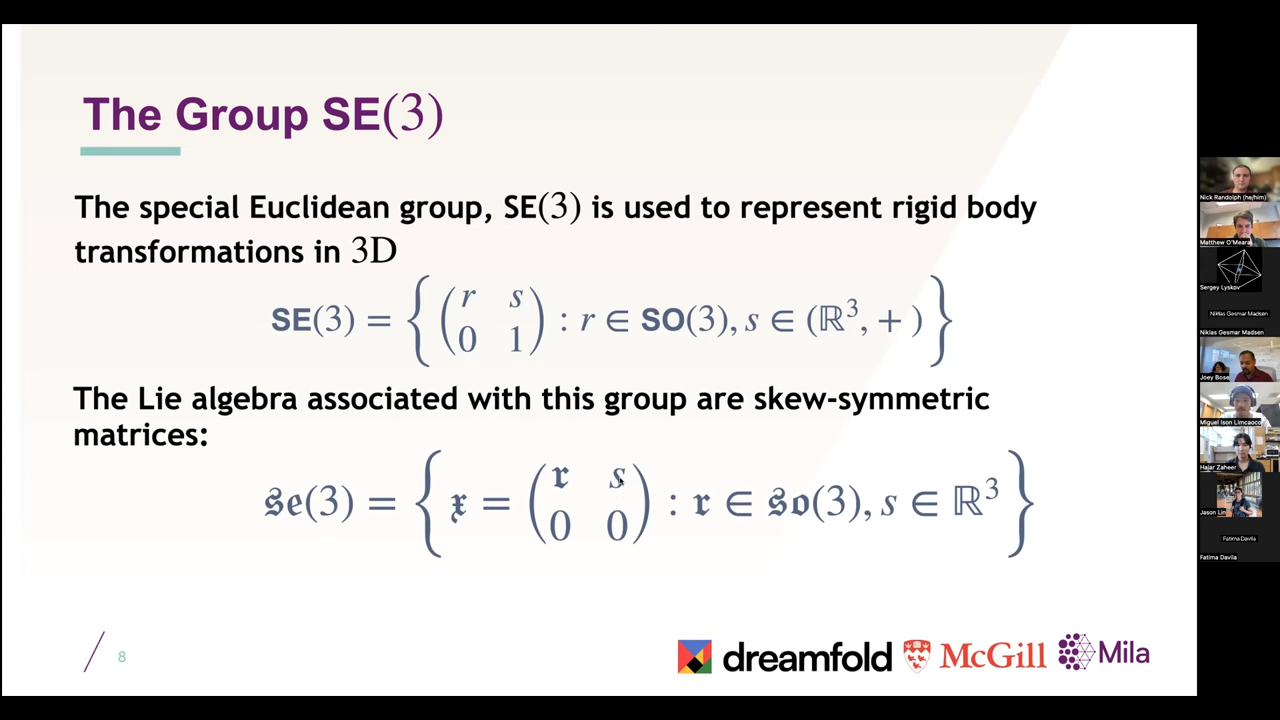 The Group SE(3)
The special Euclidean group, SE(3) is used to represent rigid body
transformations in 3D
SE(3) = { ( r s 0 1 ) : r ∈ SO(3), s ∈ (ℝ³, + ) }
The Lie algebra associated with this group are skew-symmetric
matrices:
𝔰𝔢(3) = { 𝔵 = ( 𝔯 s 0 0 ) : 𝔯 ∈ 𝔰𝔬(3), s ∈ ℝ³ }
8
dreamfold
McGill
Mila
Nick Randolph (he/him)
Matthew O'Meara
Sergey Lyskov
Niklas Gesmar Madsen
Niklas Gesmar Madsen
Joey Bose
Miguel Ison Limcaoco
Hajar Zaheer
Jason Lin
Fatima Davila
Fatima Davila